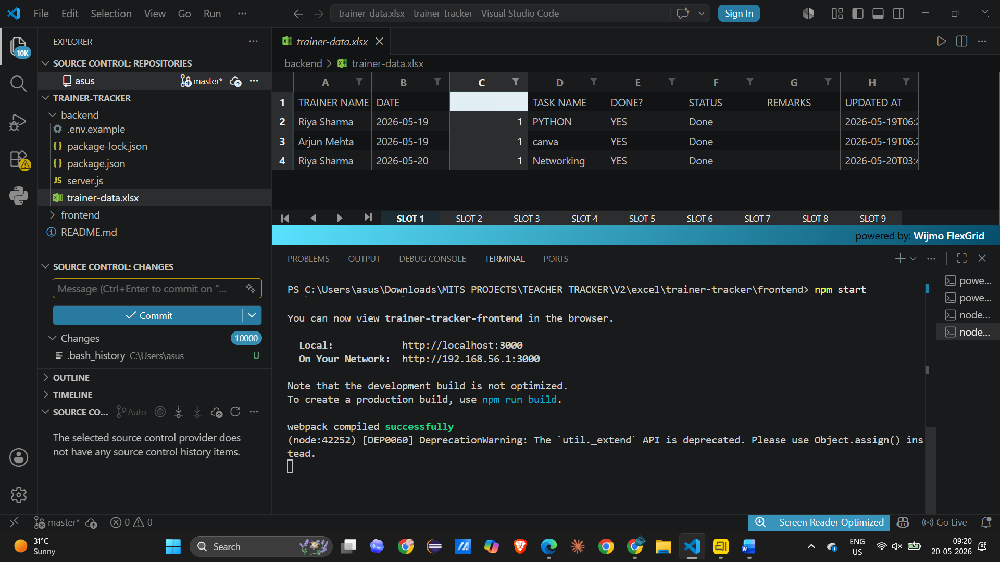 File Edit Selection View Go Run ...
trainer-data.xlsx - trainer-tracker - Visual Studio Code
Sign In
EXPLORER
10K
SOURCE CONTROL: REPOSITORIES
asus master*
TRAINER-TRACKER
backend
.env.example
{} package-lock.json
{} package.json
JS server.js
trainer-data.xlsx
frontend
README.md
SOURCE CONTROL: CHANGES
Message (Ctrl+Enter to commit on "...
Commit
Changes 10000
.bash_history C:\Users\asus U
OUTLINE
TIMELINE
SOURCE CO... Auto
The selected source control provider does
not have any source control history items.
trainer-data.xlsx
backend > trainer-data.xlsx
A B C D E F G H
1 TRAINER NAME DATE TASK NAME DONE? STATUS REMARKS UPDATED AT
2 Riya Sharma 2026-05-19 1 PYTHON YES Done 2026-05-19T06:2
3 Arjun Mehta 2026-05-19 1 canva YES Done 2026-05-19T06:2
4 Riya Sharma 2026-05-20 1 Networking YES Done 2026-05-20T03:4
SLOT 1 SLOT 2 SLOT 3 SLOT 4 SLOT 5 SLOT 6 SLOT 7 SLOT 8 SLOT 9
powered by: Wijmo FlexGrid
PROBLEMS OUTPUT DEBUG CONSOLE TERMINAL PORTS
PS C:\Users\asus\Downloads\MITS PROJECTS\TEACHER TRACKER\V2\excel\trainer-tracker\frontend> npm start
You can now view trainer-tracker-frontend in the browser.
Local: http://localhost:3000
On Your Network: http://192.168.56.1:3000
Note that the development build is not optimized.
To create a production build, use npm run build.
webpack compiled successfully
(node:42252) [DEP0060] DeprecationWarning: The `util._extend` API is deprecated. Please use Object.assign() ins
tead.
powe...
powe...
node...
node...
master* 0 0
Screen Reader Optimized
Go Live
31°C
Sunny
Search
ENG
US
09:20
20-05-2026